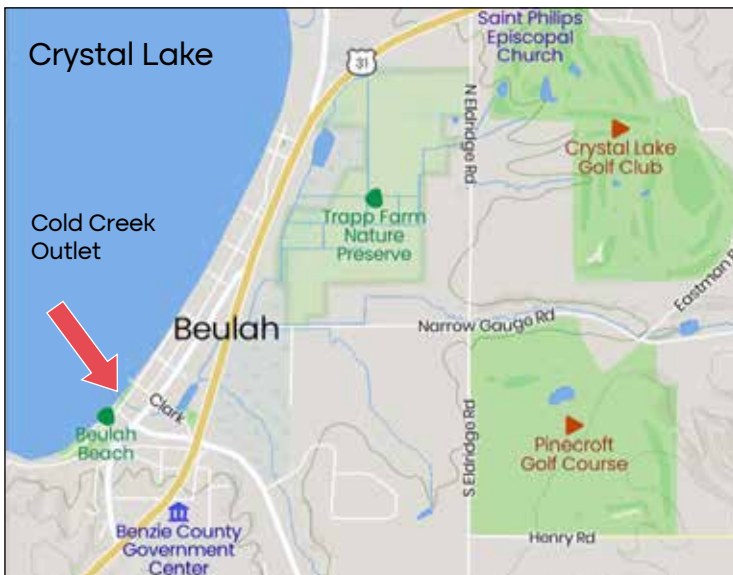 Crystal Lake
Saint Philips
Episcopal
Church
31
N Eldridge Rd
Crystal Lake
Golf Club
Trapp Farm
Nature
Preserve
Cold Creek
Outlet
Eastman R
Beulah
Narrow Gauge Rd
Clark
Beulah
Beach
S Eldridge Rd
Pinecroft
Golf Course
Benzie County
Government
Center
Henry Rd